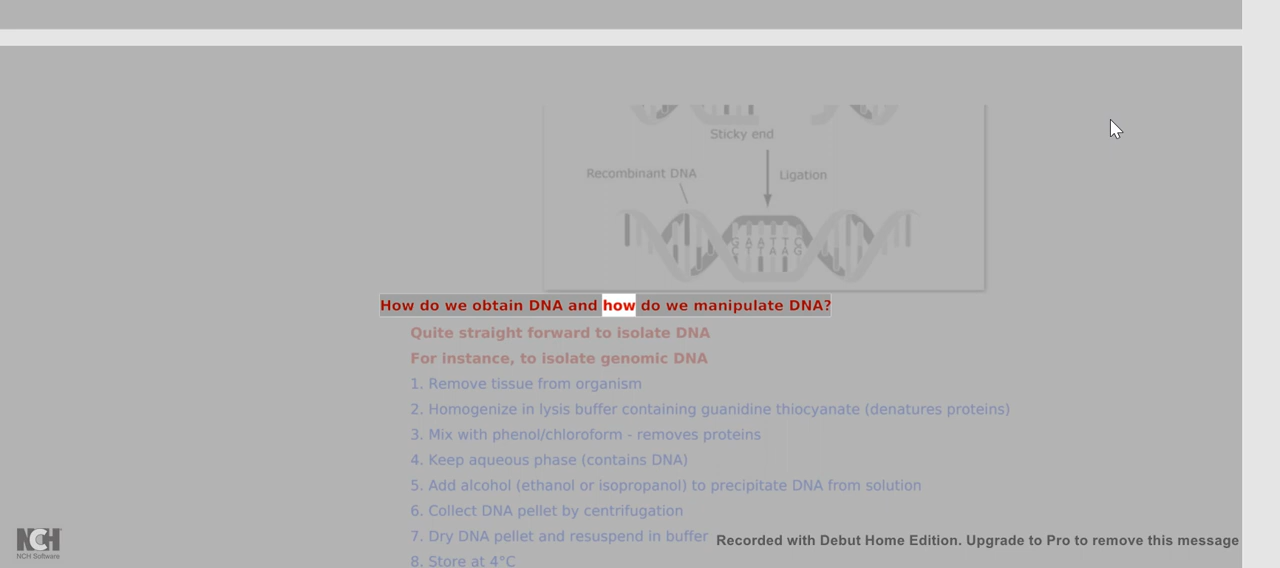 Sticky end
Recombinant DNA
Ligation
G A A T T C
C T T A A G
How do we obtain DNA and how do we manipulate DNA?
Quite straight forward to isolate DNA
For instance, to isolate genomic DNA
1. Remove tissue from organism
2. Homogenize in lysis buffer containing guanidine thiocyanate (denatures proteins)
3. Mix with phenol/chloroform - removes proteins
4. Keep aqueous phase (contains DNA)
5. Add alcohol (ethanol or isopropanol) to precipitate DNA from solution
6. Collect DNA pellet by centrifugation
7. Dry DNA pellet and resuspend in buffer
8. Store at 4°C
NCH
NCH Software
Recorded with Debut Home Edition. Upgrade to Pro to remove this message